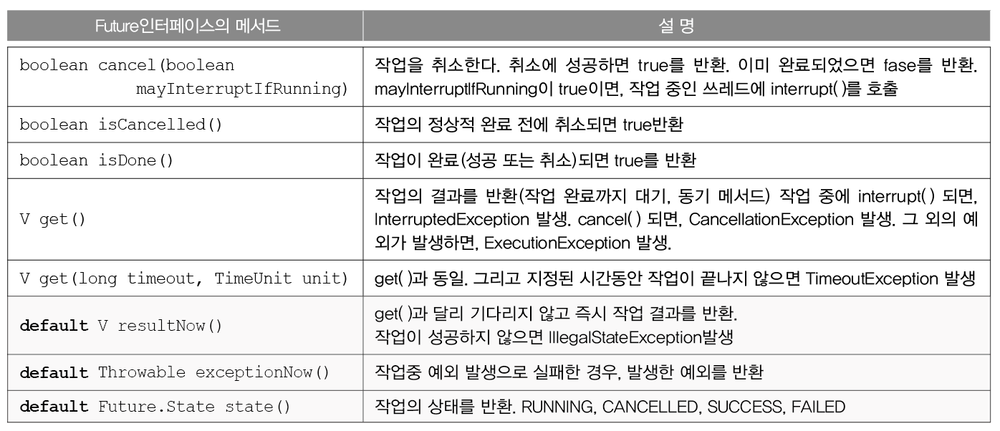 Future인터페이스의 메서드
설 명
boolean cancel(boolean
mayInterruptIfRunning)
작업을 취소한다. 취소에 성공하면 true를 반환. 이미 완료되었으면 fase를 반환.
mayInterruptIfRunning이 true이면, 작업 중인 쓰레드에 interrupt( )를 호출
boolean isCancelled()
작업의 정상적 완료 전에 취소되면 true반환
boolean isDone()
작업이 완료(성공 또는 취소)되면 true를 반환
V get()
작업의 결과를 반환(작업 완료까지 대기, 동기 메서드) 작업 중에 interrupt( ) 되면,
InterruptedException 발생. cancel( ) 되면, CancellationException 발생. 그 외의 예
외가 발생하면, ExecutionException 발생.
V get(long timeout, TimeUnit unit)
get( )과 동일. 그리고 지정된 시간동안 작업이 끝나지 않으면 TimeoutException 발생
default V resultNow()
get( )과 달리 기다리지 않고 즉시 작업 결과를 반환.
작업이 성공하지 않으면 IllegalStateException발생
default Throwable exceptionNow()
작업중 예외 발생으로 실패한 경우, 발생한 예외를 반환
default Future.State state()
작업의 상태를 반환. RUNNING, CANCELLED, SUCCESS, FAILED